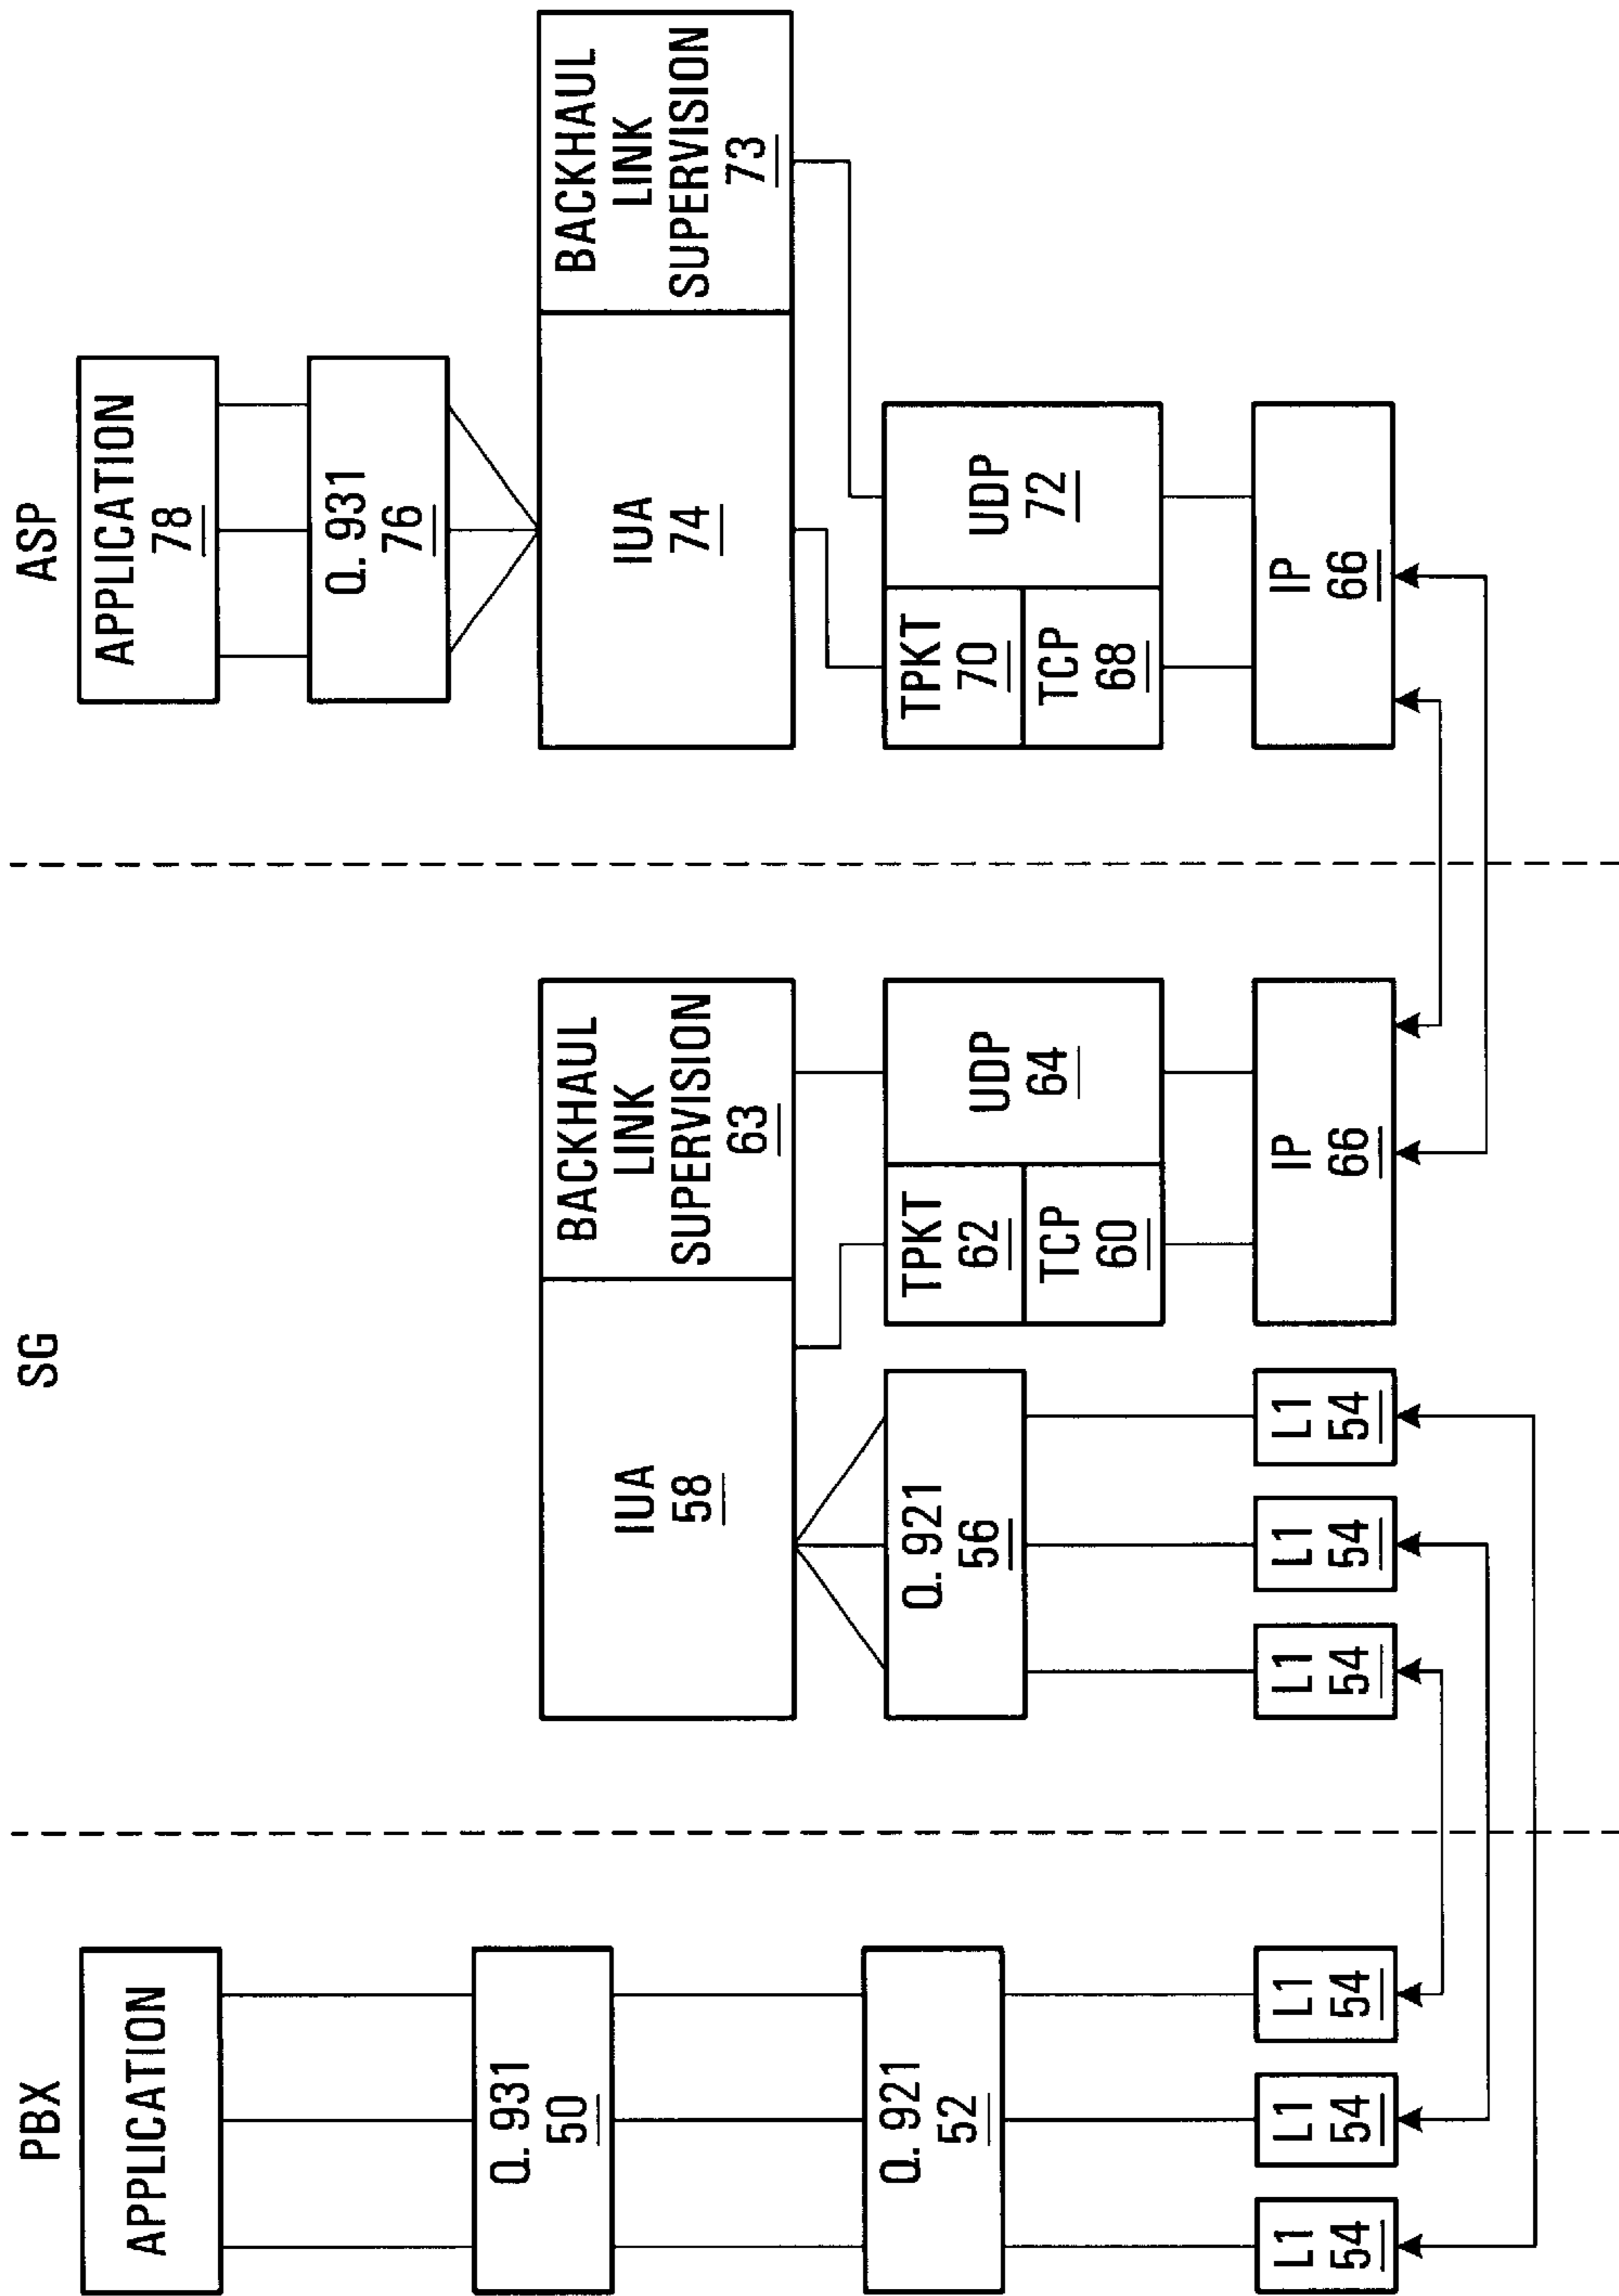 PBX
APPLICATION
Q. 931
50
Q. 921
52
L1
54
L1
54
L1
54
SG
IUA
58
BACKHAUL
LINK
SUPERVISION
63
Q. 921
56
TPKT
62
TCP
60
UDP
64
L1
54
L1
54
L1
54
IP
66
ASP
APPLICATION
78
Q. 931
76
IUA
74
BACKHAUL
LINK
SUPERVISION
73
TPKT
70
TCP
68
UDP
72
IP
66